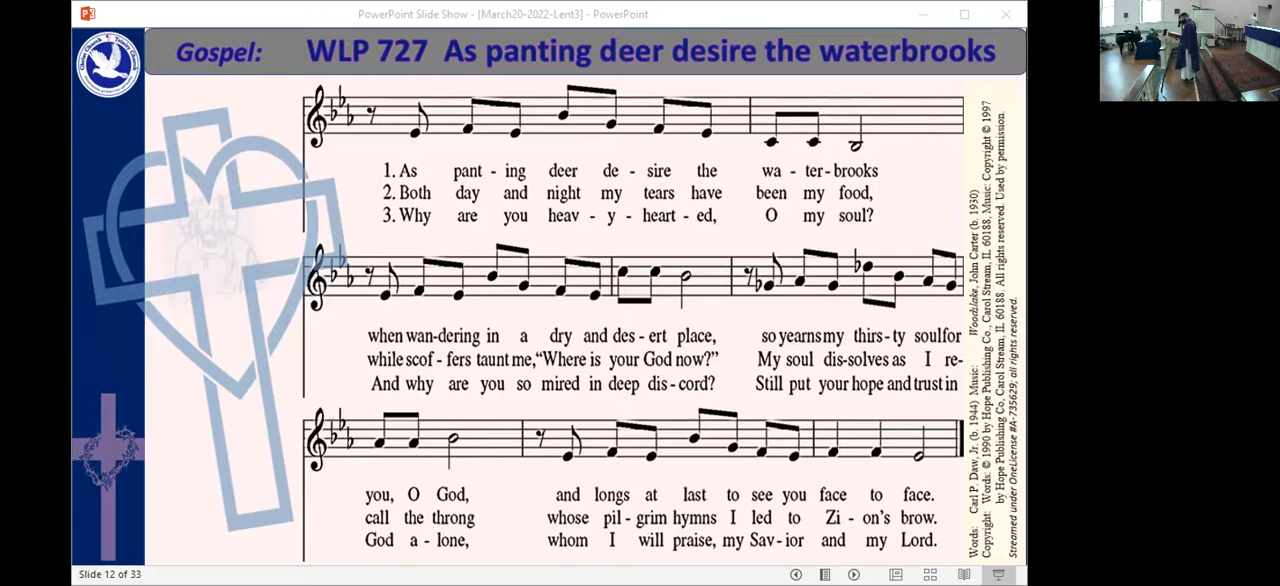 PowerPoint Slide Show - [March20-2022-Lent3] - PowerPoint
Gospel: WLP 727 As panting deer desire the waterbrooks
1. As pant - ing deer de - sire the wa - ter - brooks
2. Both day and night my tears have been my food,
3. Why are you heav - y - heart - ed, O my soul?
when wan-dering in a dry and des - ert place, so yearns my thirs - ty soulfor
while scof - fers taunt me, “Where is your God now?” My soul dis-solves as I re-
And why are you so mired in deep dis - cord? Still put your hope and trust in
you, O God, and longs at last to see you face to face.
call the throng whose pil - grim hymns I led to Zi - on's brow.
God a - lone, whom I will praise, my Sav - ior and my Lord.
Words: Carl P. Daw, Jr. (b. 1944) Music: Woodslake, John Carter (b. 1930)
Copyright: Words: © 1990 by Hope Publishing Co., Carol Stream, IL 60188, Music: Copyright © 1997
by Hope Publishing Co, Carol Stream, IL 60188. All rights reserved. Used by permission.
Streamed under OneLicense #A-735629; all rights reserved.
Slide 12 of 33